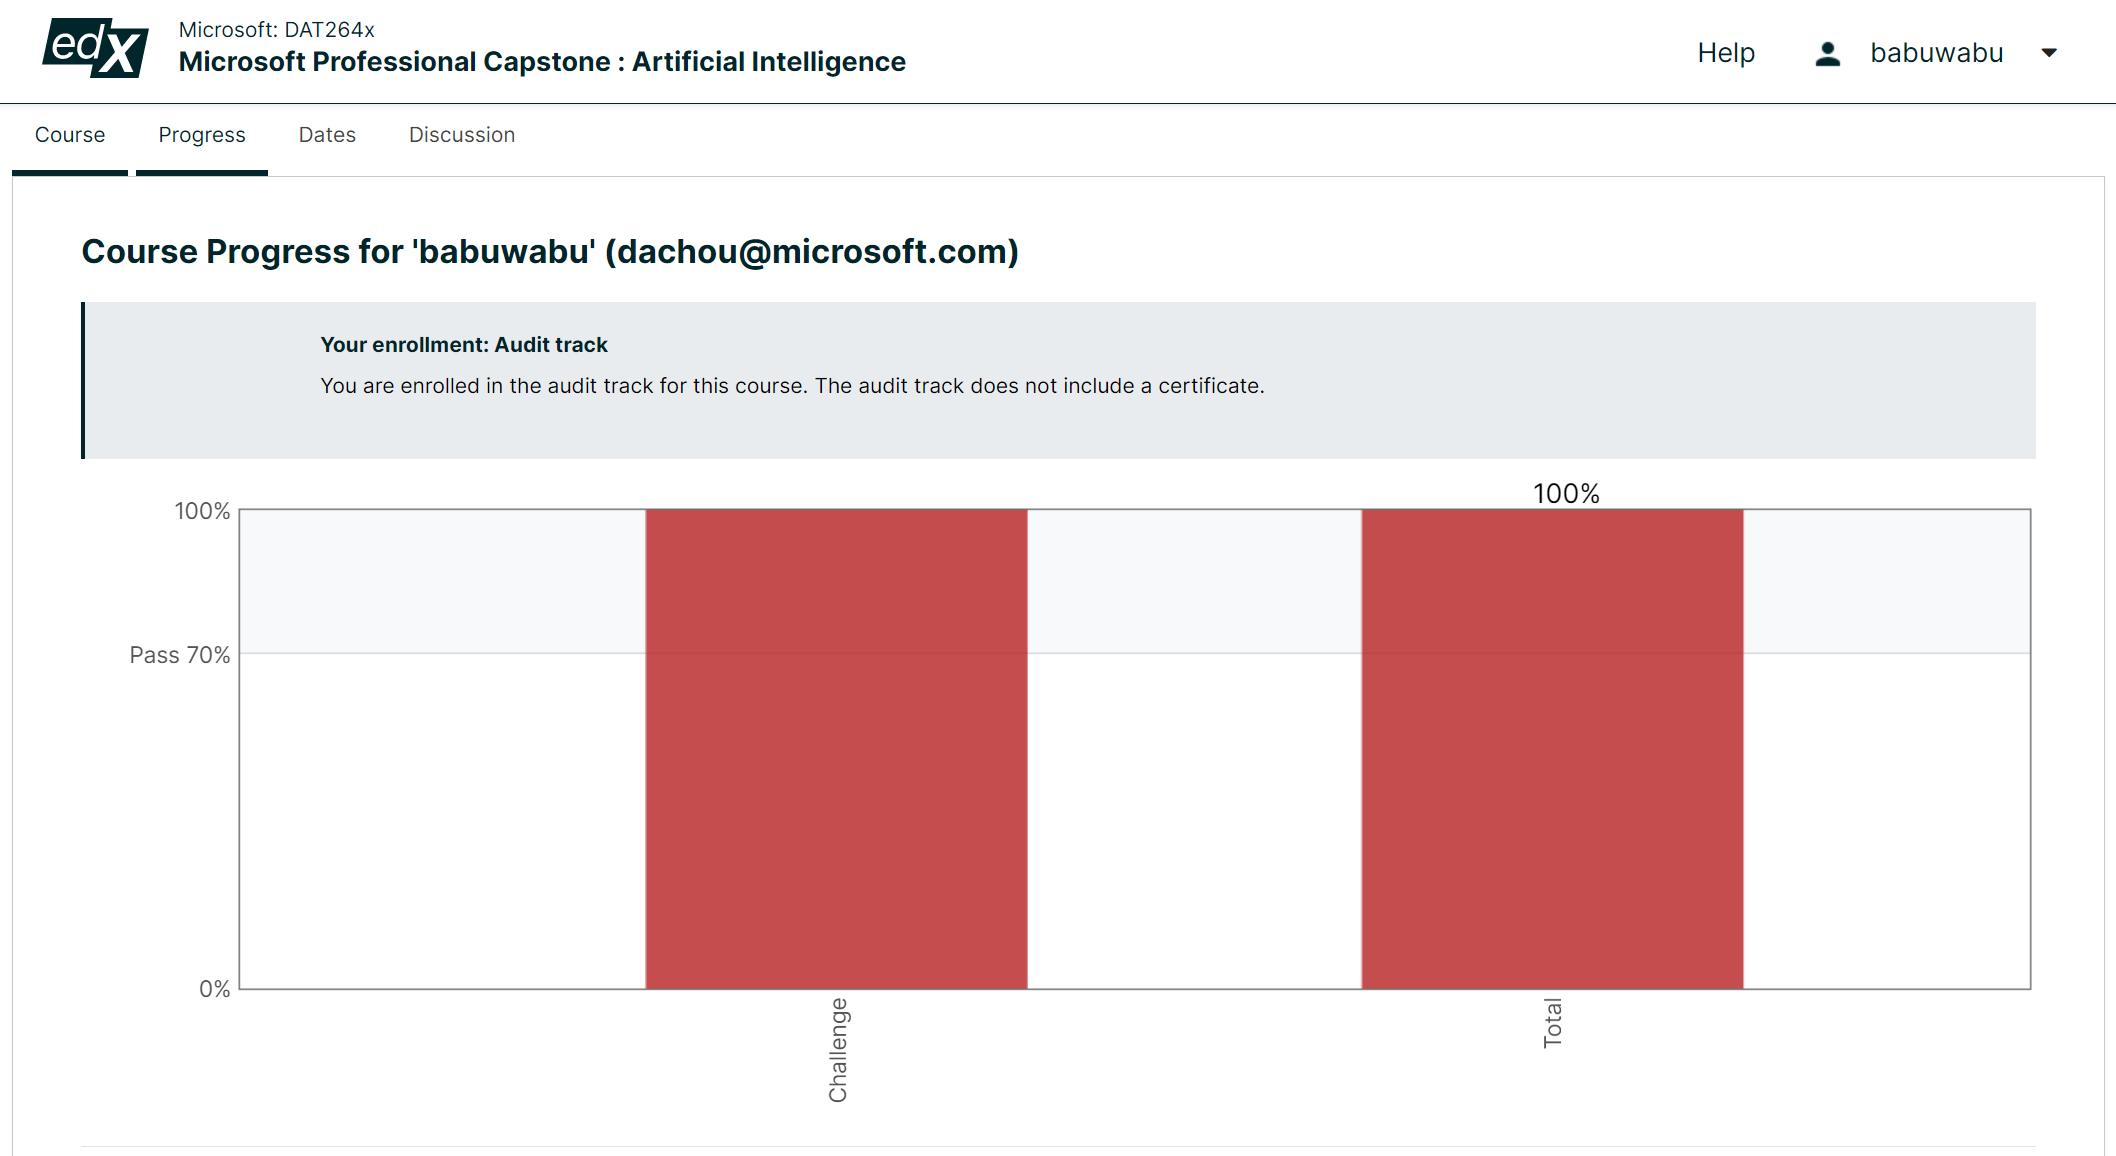 edX
Microsoft: DAT264x
Microsoft Professional Capstone : Artificial Intelligence
Help
babuwabu
Course
Progress
Dates
Discussion
Course Progress for 'babuwabu' (dachou@microsoft.com)
Your enrollment: Audit track
You are enrolled in the audit track for this course. The audit track does not include a certificate.
100%
100%
Pass 70%
0%
Challenge
Total